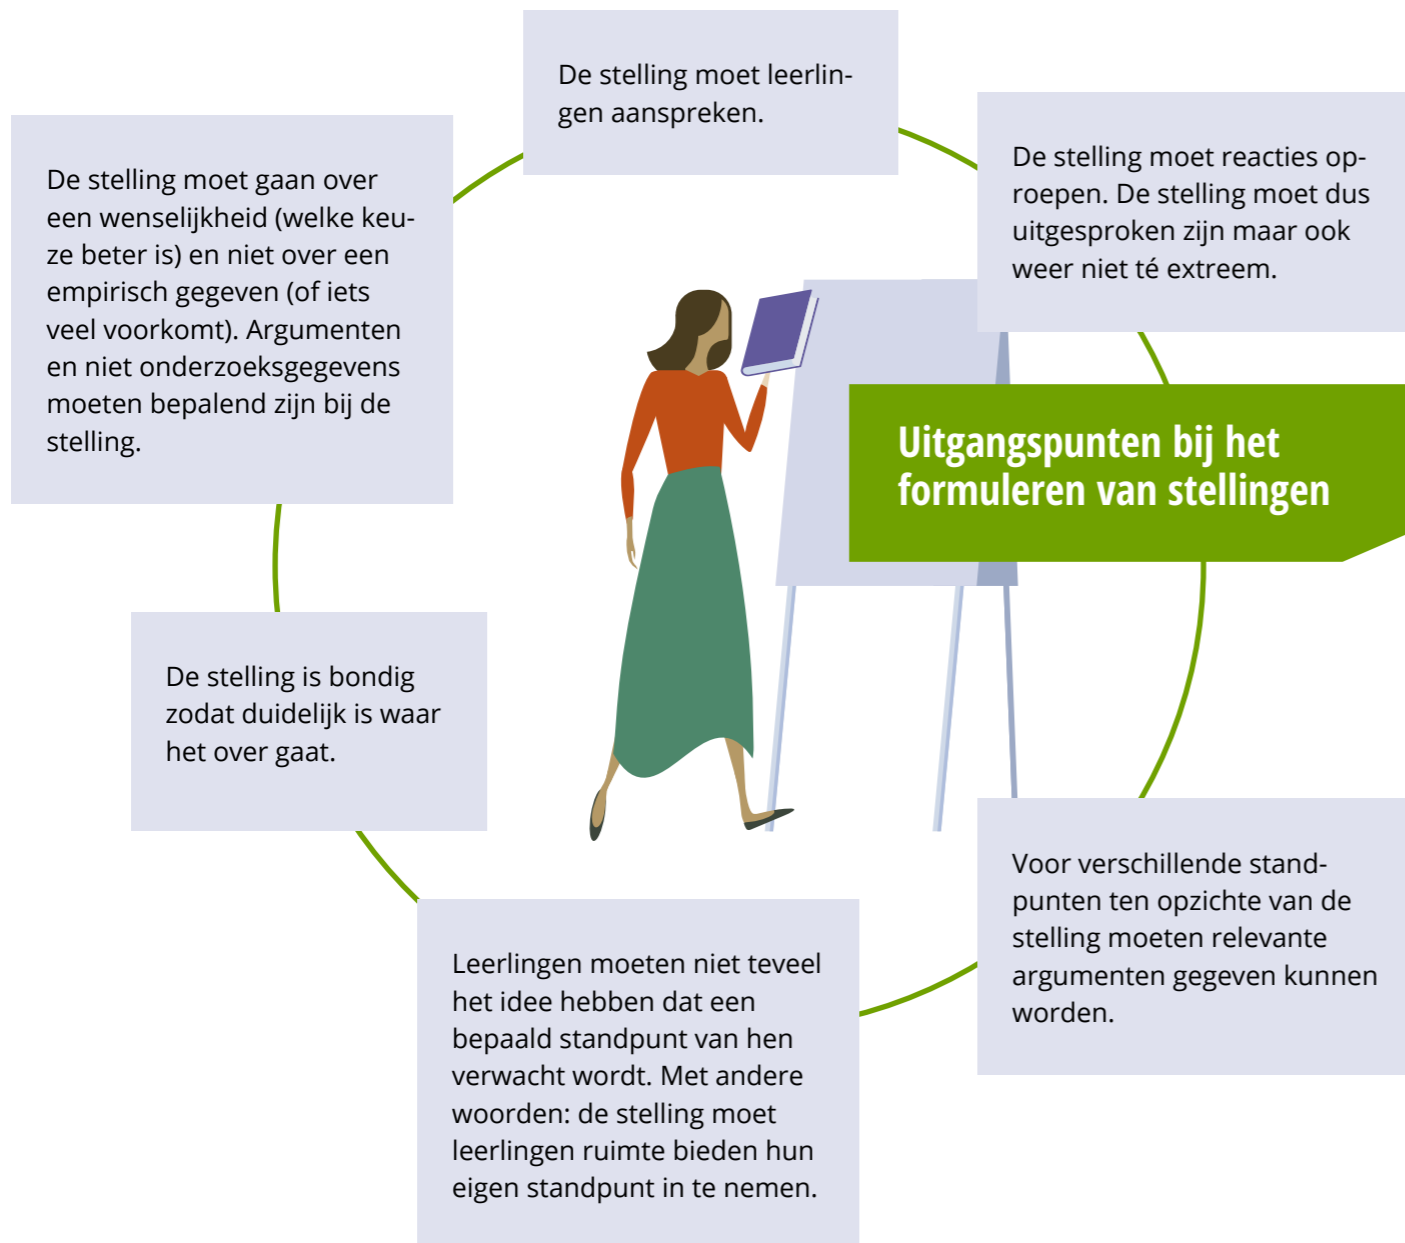 Uitgangspunten bij het
formuleren van stellingen
De stelling moet leerlin-
gen aanspreken.
De stelling moet reacties op-
roepen. De stelling moet dus
uitgesproken zijn maar ook
weer niet té extreem.
Voor verschillende stand-
punten ten opzichte van de
stelling moeten relevante
argumenten gegeven kunnen
worden.
Leerlingen moeten niet teveel
het idee hebben dat een
bepaald standpunt van hen
verwacht wordt. Met andere
woorden: de stelling moet
leerlingen ruimte bieden hun
eigen standpunt in te nemen.
De stelling is bondig
zodat duidelijk is waar
het over gaat.
De stelling moet gaan over
een wenselijkheid (welke keu-
ze beter is) en niet over een
empirisch gegeven (of iets
veel voorkomt). Argumenten
en niet onderzoeksgegevens
moeten bepalend zijn bij de
stelling.